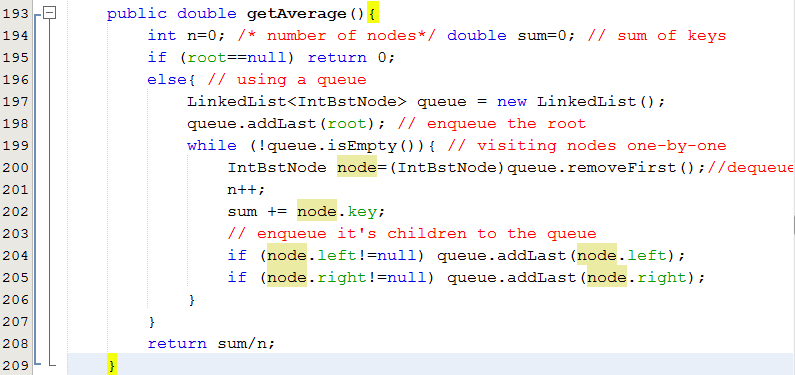 193 public double getAverage(){
194 int n=0; /* number of nodes*/ double sum=0; // sum of keys
195 if (root==null) return 0;
196 else{ // using a queue
197 LinkedList<IntBstNode> queue = new LinkedList();
198 queue.addLast(root); // enqueue the root
199 while (!queue.isEmpty()){ // visiting nodes one-by-one
200 IntBstNode node=(IntBstNode)queue.removeFirst();//dequeue
201 n++;
202 sum += node.key;
203 // enqueue it's children to the queue
204 if (node.left!=null) queue.addLast(node.left);
205 if (node.right!=null) queue.addLast(node.right);
206 }
207 }
208 return sum/n;
209 }